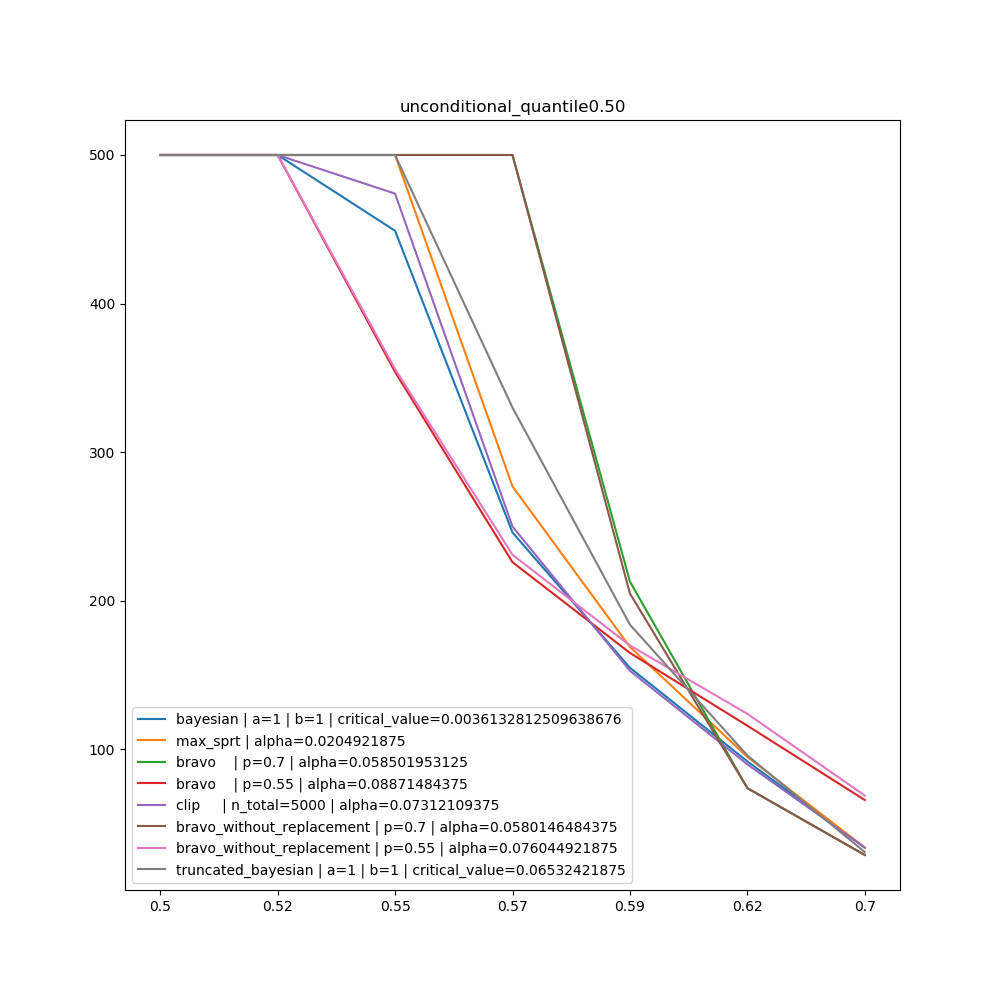 unconditional_quantile0.50
500
400
300
200
100
bayesian | a=1 | b=1 | critical_value=0.0036132812509638676
max_sprt | alpha=0.0204921875
bravo    | p=0.7 | alpha=0.058501953125
bravo    | p=0.55 | alpha=0.08871484375
clip     | n_total=5000 | alpha=0.07312109375
bravo_without_replacement | p=0.7 | alpha=0.0580146484375
bravo_without_replacement | p=0.55 | alpha=0.076044921875
truncated_bayesian | a=1 | b=1 | critical_value=0.06532421875
0.5 0.52 0.55 0.57 0.59 0.62 0.7